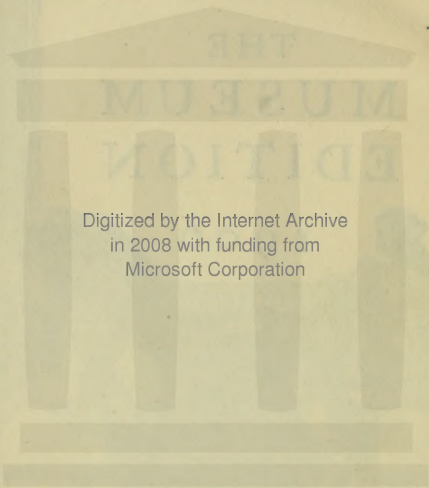 THE
MUSEUM
EDITION
Digitized by the Internet Archive
in 2008 with funding from
Microsoft Corporation